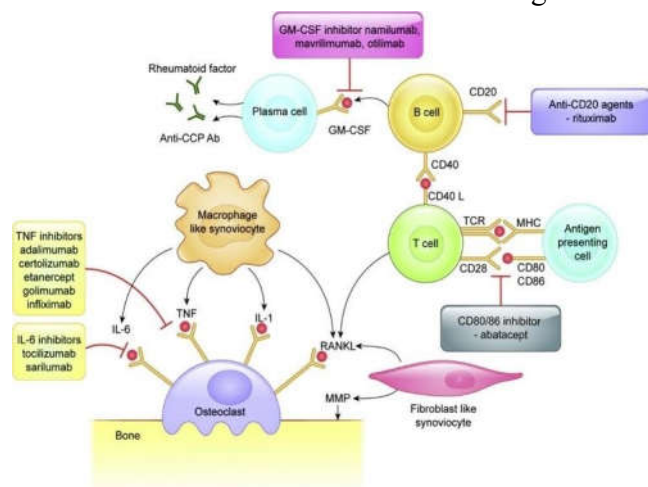 GM-CSF inhibitor namilumab,
mavrilimumab, otilimab
Rheumatoid factor
Plasma cell
Anti-CCP Ab
GM-CSF
B cell
CD20
Anti-CD20 agents
- rituximab
CD40
CD40 L
T cell
TCR
MHC
CD28
CD80
CD86
Antigen
presenting
cell
CD80/86 inhibitor
- abatacept
Macrophage
like synoviocyte
TNF inhibitors
adalimumab
certolizumab
etanercept
golimumab
infliximab
IL-6 inhibitors
tocilizumab
sarilumab
IL-6
TNF
IL-1
RANKL
MMP
Osteoclast
Bone
Fibroblast like
synoviocyte